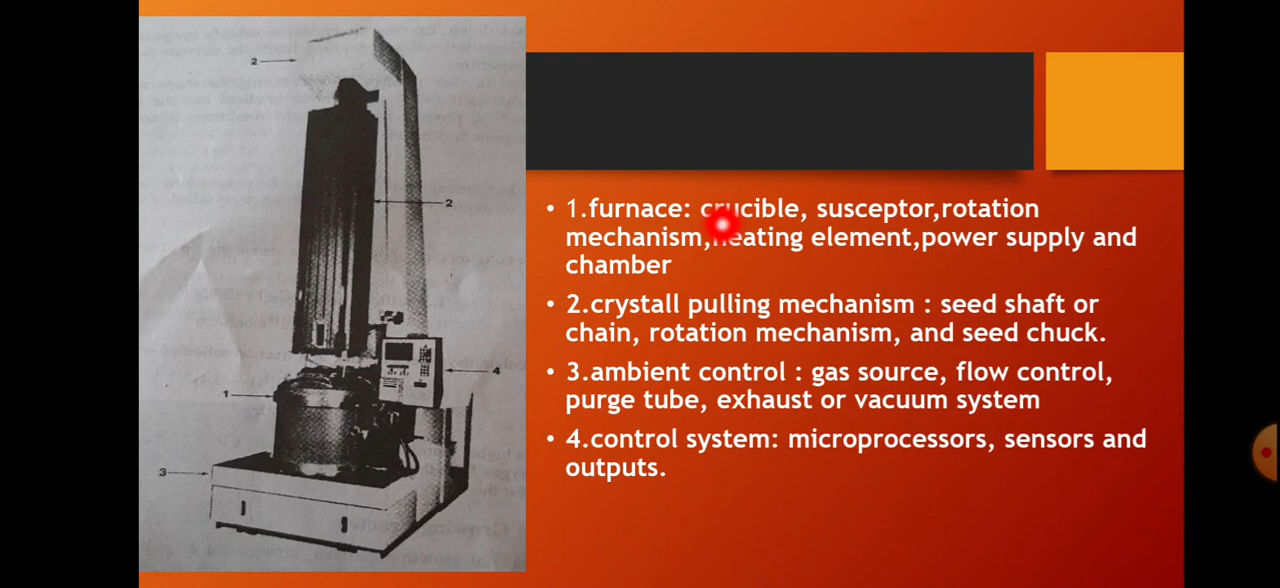 2
2
4
1
3
• 1.furnace: crucible, susceptor,rotation
mechanism,heating element,power supply and
chamber
• 2.crystall pulling mechanism : seed shaft or
chain, rotation mechanism, and seed chuck.
• 3.ambient control : gas source, flow control,
purge tube, exhaust or vacuum system
• 4.control system: microprocessors, sensors and
outputs.